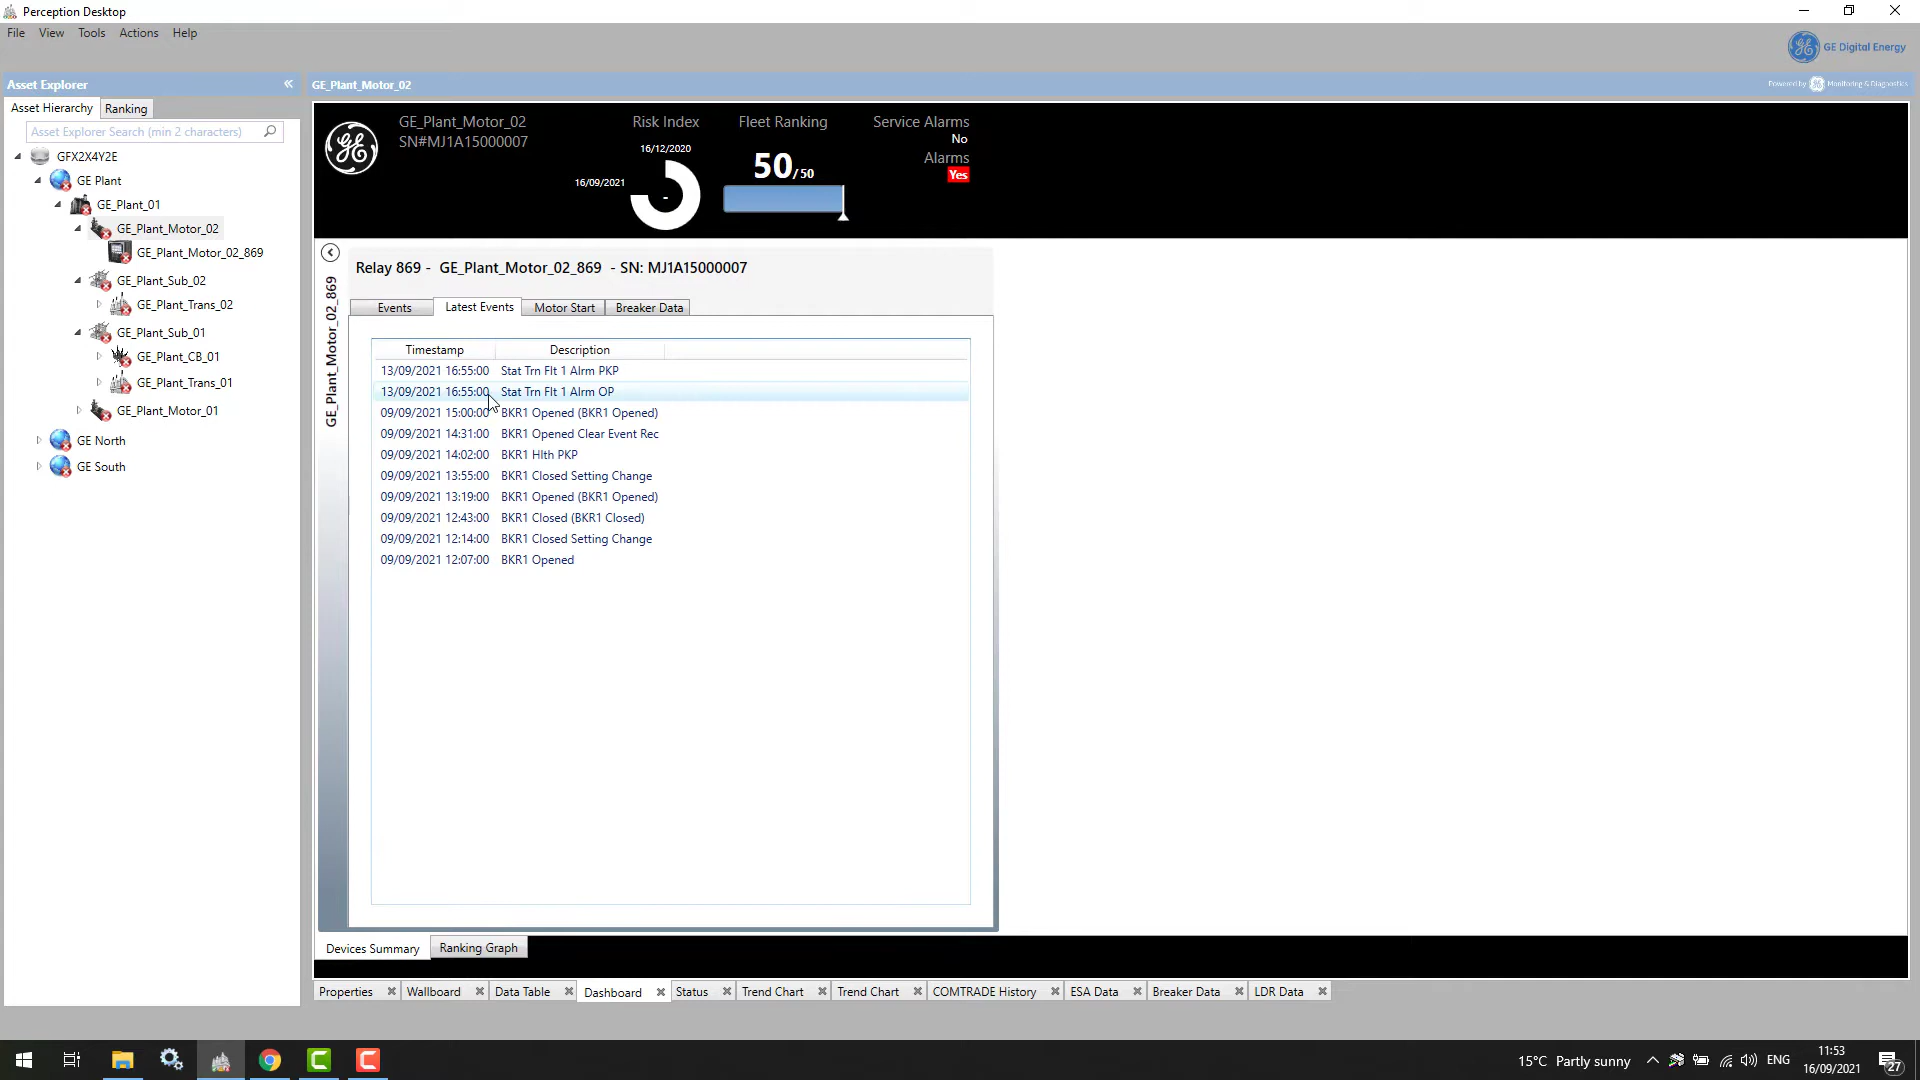 Perception Desktop
File View Tools Actions Help
GE Digital Energy
Asset Explorer
GE_Plant_Motor_02
Powered by Monitoring & Diagnostics
Asset Hierarchy Ranking
Asset Explorer Search (min 2 characters)
GFX2X4Y2E
GE Plant
GE_Plant_01
GE_Plant_Motor_02
GE_Plant_Motor_02_869
GE_Plant_Sub_02
GE_Plant_Trans_02
GE_Plant_Sub_01
GE_Plant_CB_01
GE_Plant_Trans_01
GE_Plant_Motor_01
GE North
GE South
GE_Plant_Motor_02
SN#MJ1A15000007
Risk Index
16/12/2020
16/09/2021
-
Fleet Ranking
50/50
Service Alarms
No
Alarms
Yes
GE_Plant_Motor_02_869
Relay 869 - GE_Plant_Motor_02_869 - SN: MJ1A15000007
Events Latest Events Motor Start Breaker Data
Timestamp Description
13/09/2021 16:55:00 Stat Trn Flt 1 Alrm PKP
13/09/2021 16:55:00 Stat Trn Flt 1 Alrm OP
09/09/2021 15:00:00 BKR1 Opened (BKR1 Opened)
09/09/2021 14:31:00 BKR1 Opened Clear Event Rec
09/09/2021 14:02:00 BKR1 Hlth PKP
09/09/2021 13:55:00 BKR1 Closed Setting Change
09/09/2021 13:19:00 BKR1 Opened (BKR1 Opened)
09/09/2021 12:43:00 BKR1 Closed (BKR1 Closed)
09/09/2021 12:14:00 BKR1 Closed Setting Change
09/09/2021 12:07:00 BKR1 Opened
Devices Summary Ranking Graph
Properties Wallboard Data Table Dashboard Status Trend Chart Trend Chart COMTRADE History ESA Data Breaker Data LDR Data
15°C Partly sunny ENG
11:53
16/09/2021
27